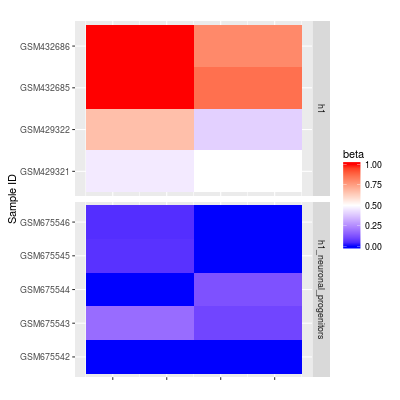 GSM432686
GSM432685
GSM429322
GSM429321
h1
GSM675546
GSM675545
GSM675544
GSM675543
GSM675542
h1_neuronal_progenitors
Sample ID
beta
1.00
0.75
0.50
0.25
0.00